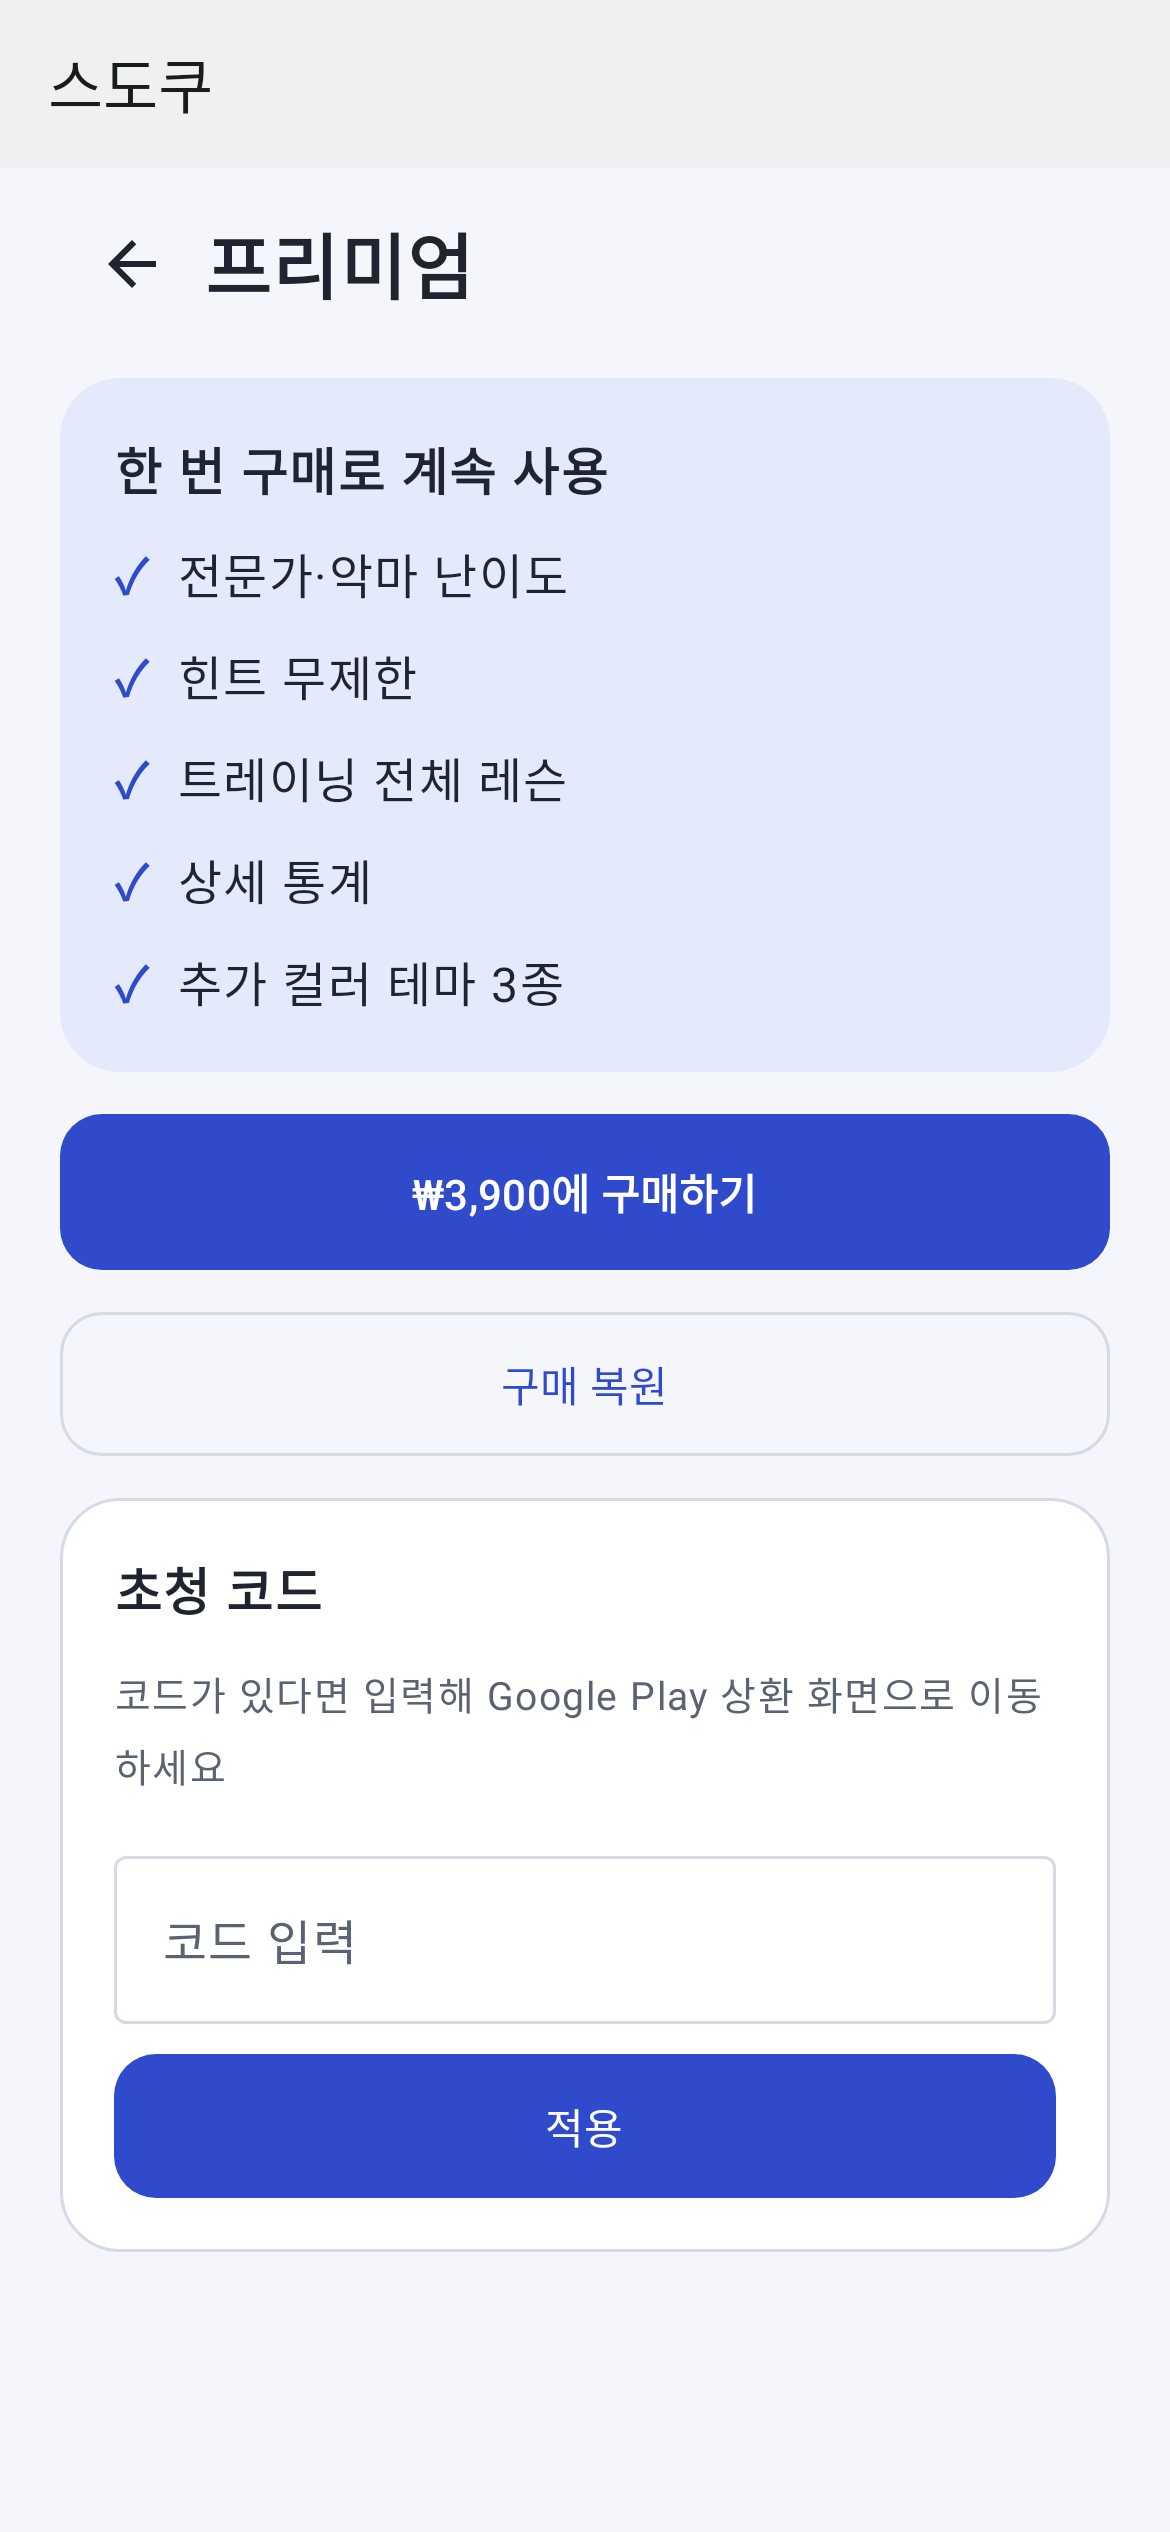 스도쿠
프리미엄
한 번 구매로 계속 사용
✓ 전문가·악마 난이도
✓ 힌트 무제한
✓ 트레이닝 전체 레슨
✓ 상세 통계
✓ 추가 컬러 테마 3종
₩3,900에 구매하기
구매 복원
초청 코드
코드가 있다면 입력해 Google Play 상환 화면으로 이동
하세요
코드 입력
적용